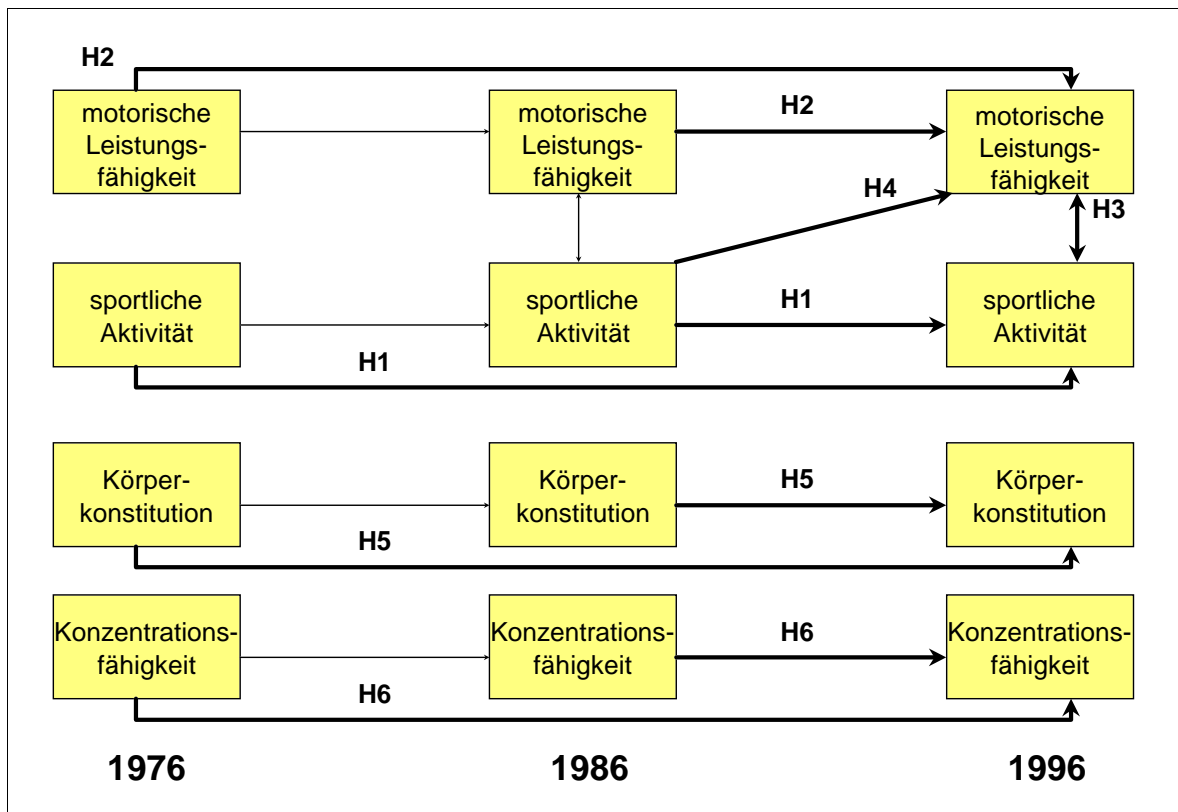 H2
motorische
Leistungs-
fähigkeit
motorische
Leistungs-
fähigkeit
H2
motorische
Leistungs-
fähigkeit
H4
H3
sportliche
Aktivität
sportliche
Aktivität
H1
sportliche
Aktivität
H1
Körper-
konstitution
Körper-
konstitution
H5
Körper-
konstitution
H5
Konzentrations-
fähigkeit
Konzentrations-
fähigkeit
H6
Konzentrations-
fähigkeit
H6
1976
1986
1996